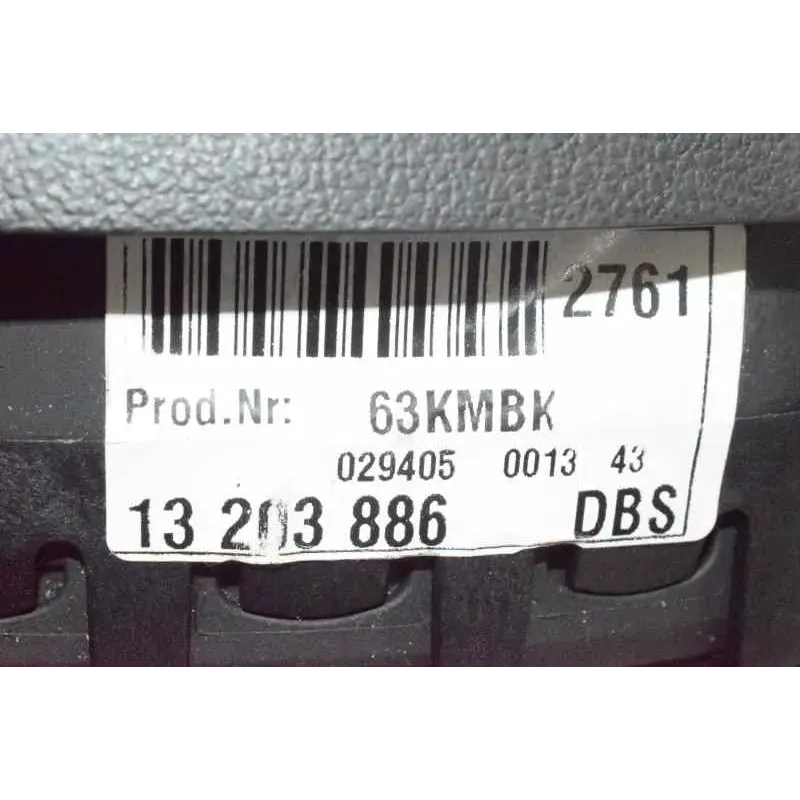 2761
Prod.Nr: 63KMBK
029405 0013 43
13 203 886 DBS